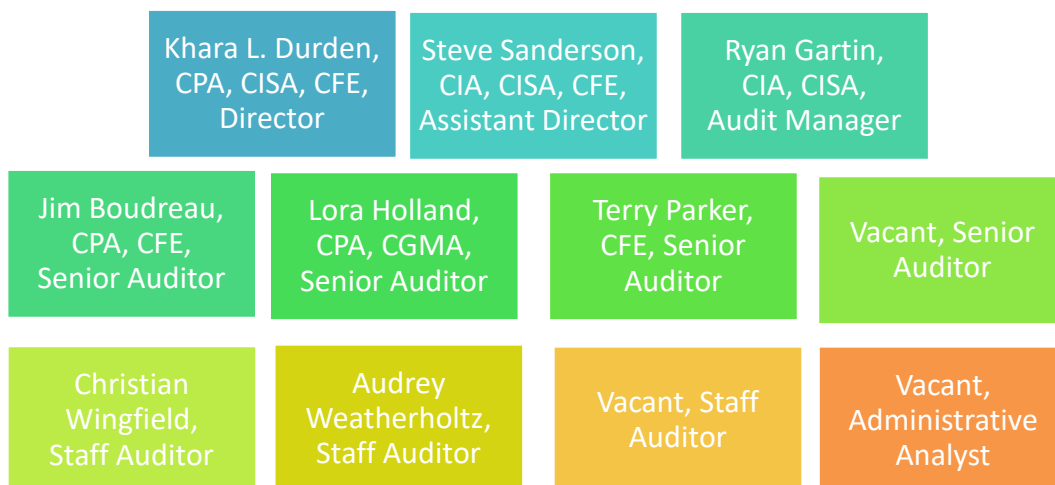 Khara L. Durden,
CPA, CISA, CFE,
Director
Steve Sanderson,
CIA, CISA, CFE,
Assistant Director
Ryan Gartin,
CIA, CISA,
Audit Manager
Jim Boudreau,
CPA, CFE,
Senior Auditor
Lora Holland,
CPA, CGMA,
Senior Auditor
Terry Parker,
CFE, Senior
Auditor
Vacant, Senior
Auditor
Christian
Wingfield,
Staff Auditor
Audrey
Weatherholtz,
Staff Auditor
Vacant, Staff
Auditor
Vacant,
Administrative
Analyst